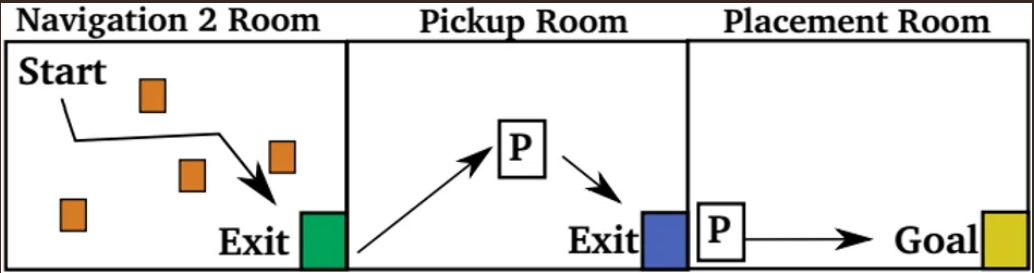 Navigation 2 Room
Pickup Room
Placement Room
Start
P
Exit
Exit
P
Goal